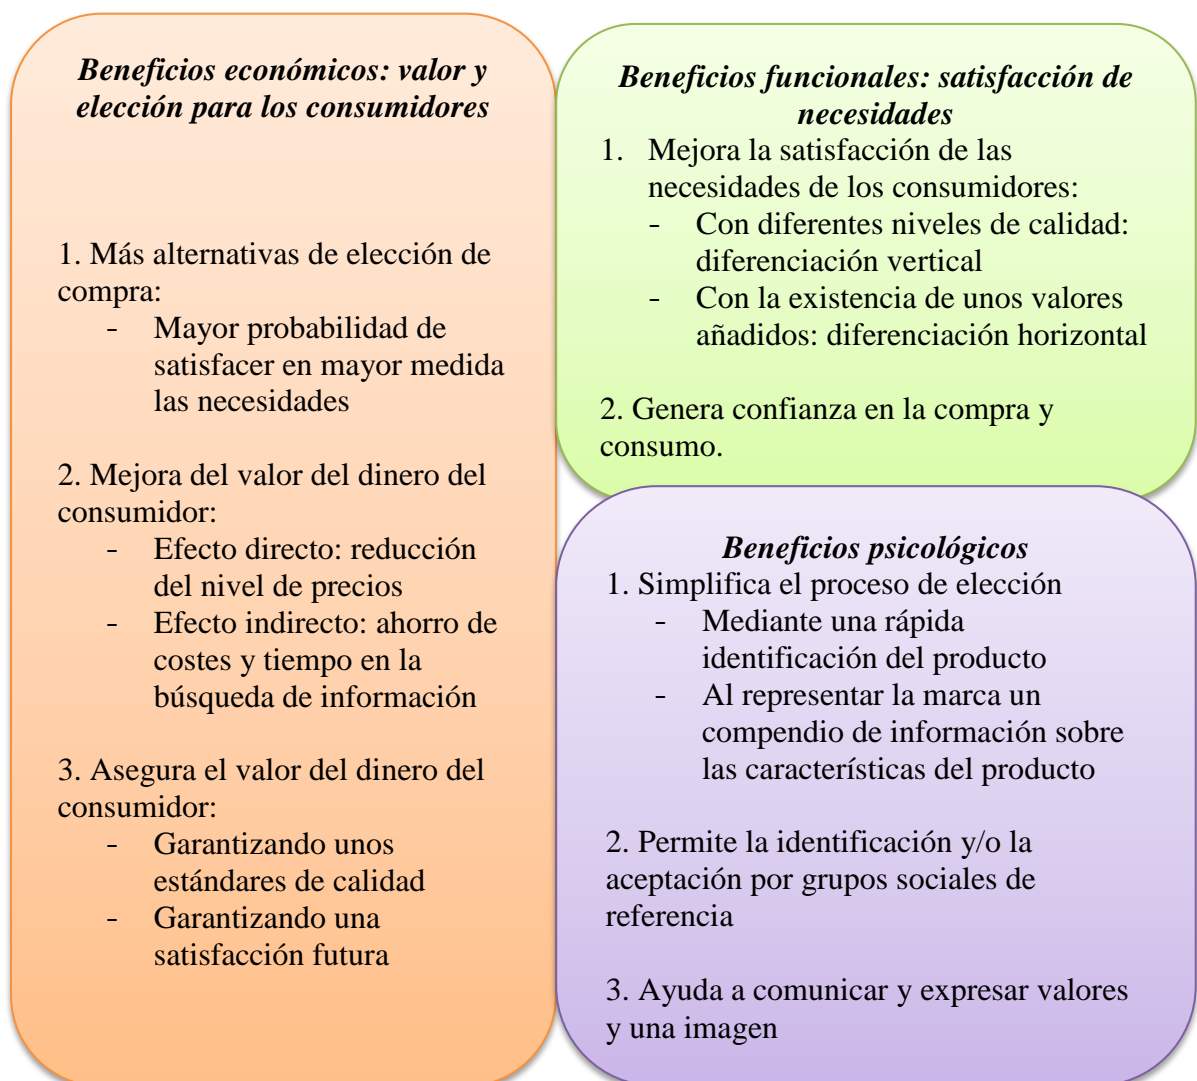 Beneficios económicos: valor y
elección para los consumidores
1. Más alternativas de elección de
compra:
- Mayor probabilidad de
satisfacer en mayor medida
las necesidades
2. Mejora del valor del dinero del
consumidor:
- Efecto directo: reducción
del nivel de precios
- Efecto indirecto: ahorro de
costes y tiempo en la
búsqueda de información
3. Asegura el valor del dinero del
consumidor:
- Garantizando unos
estándares de calidad
- Garantizando una
satisfacción futura
Beneficios funcionales: satisfacción de
necesidades
1. Mejora la satisfacción de las
necesidades de los consumidores:
- Con diferentes niveles de calidad:
diferenciación vertical
- Con la existencia de unos valores
añadidos: diferenciación horizontal
2. Genera confianza en la compra y
consumo.
Beneficios psicológicos
1. Simplifica el proceso de elección
- Mediante una rápida
identificación del producto
- Al representar la marca un
compendio de información sobre
las características del producto
2. Permite la identificación y/o la
aceptación por grupos sociales de
referencia
3. Ayuda a comunicar y expresar valores
y una imagen